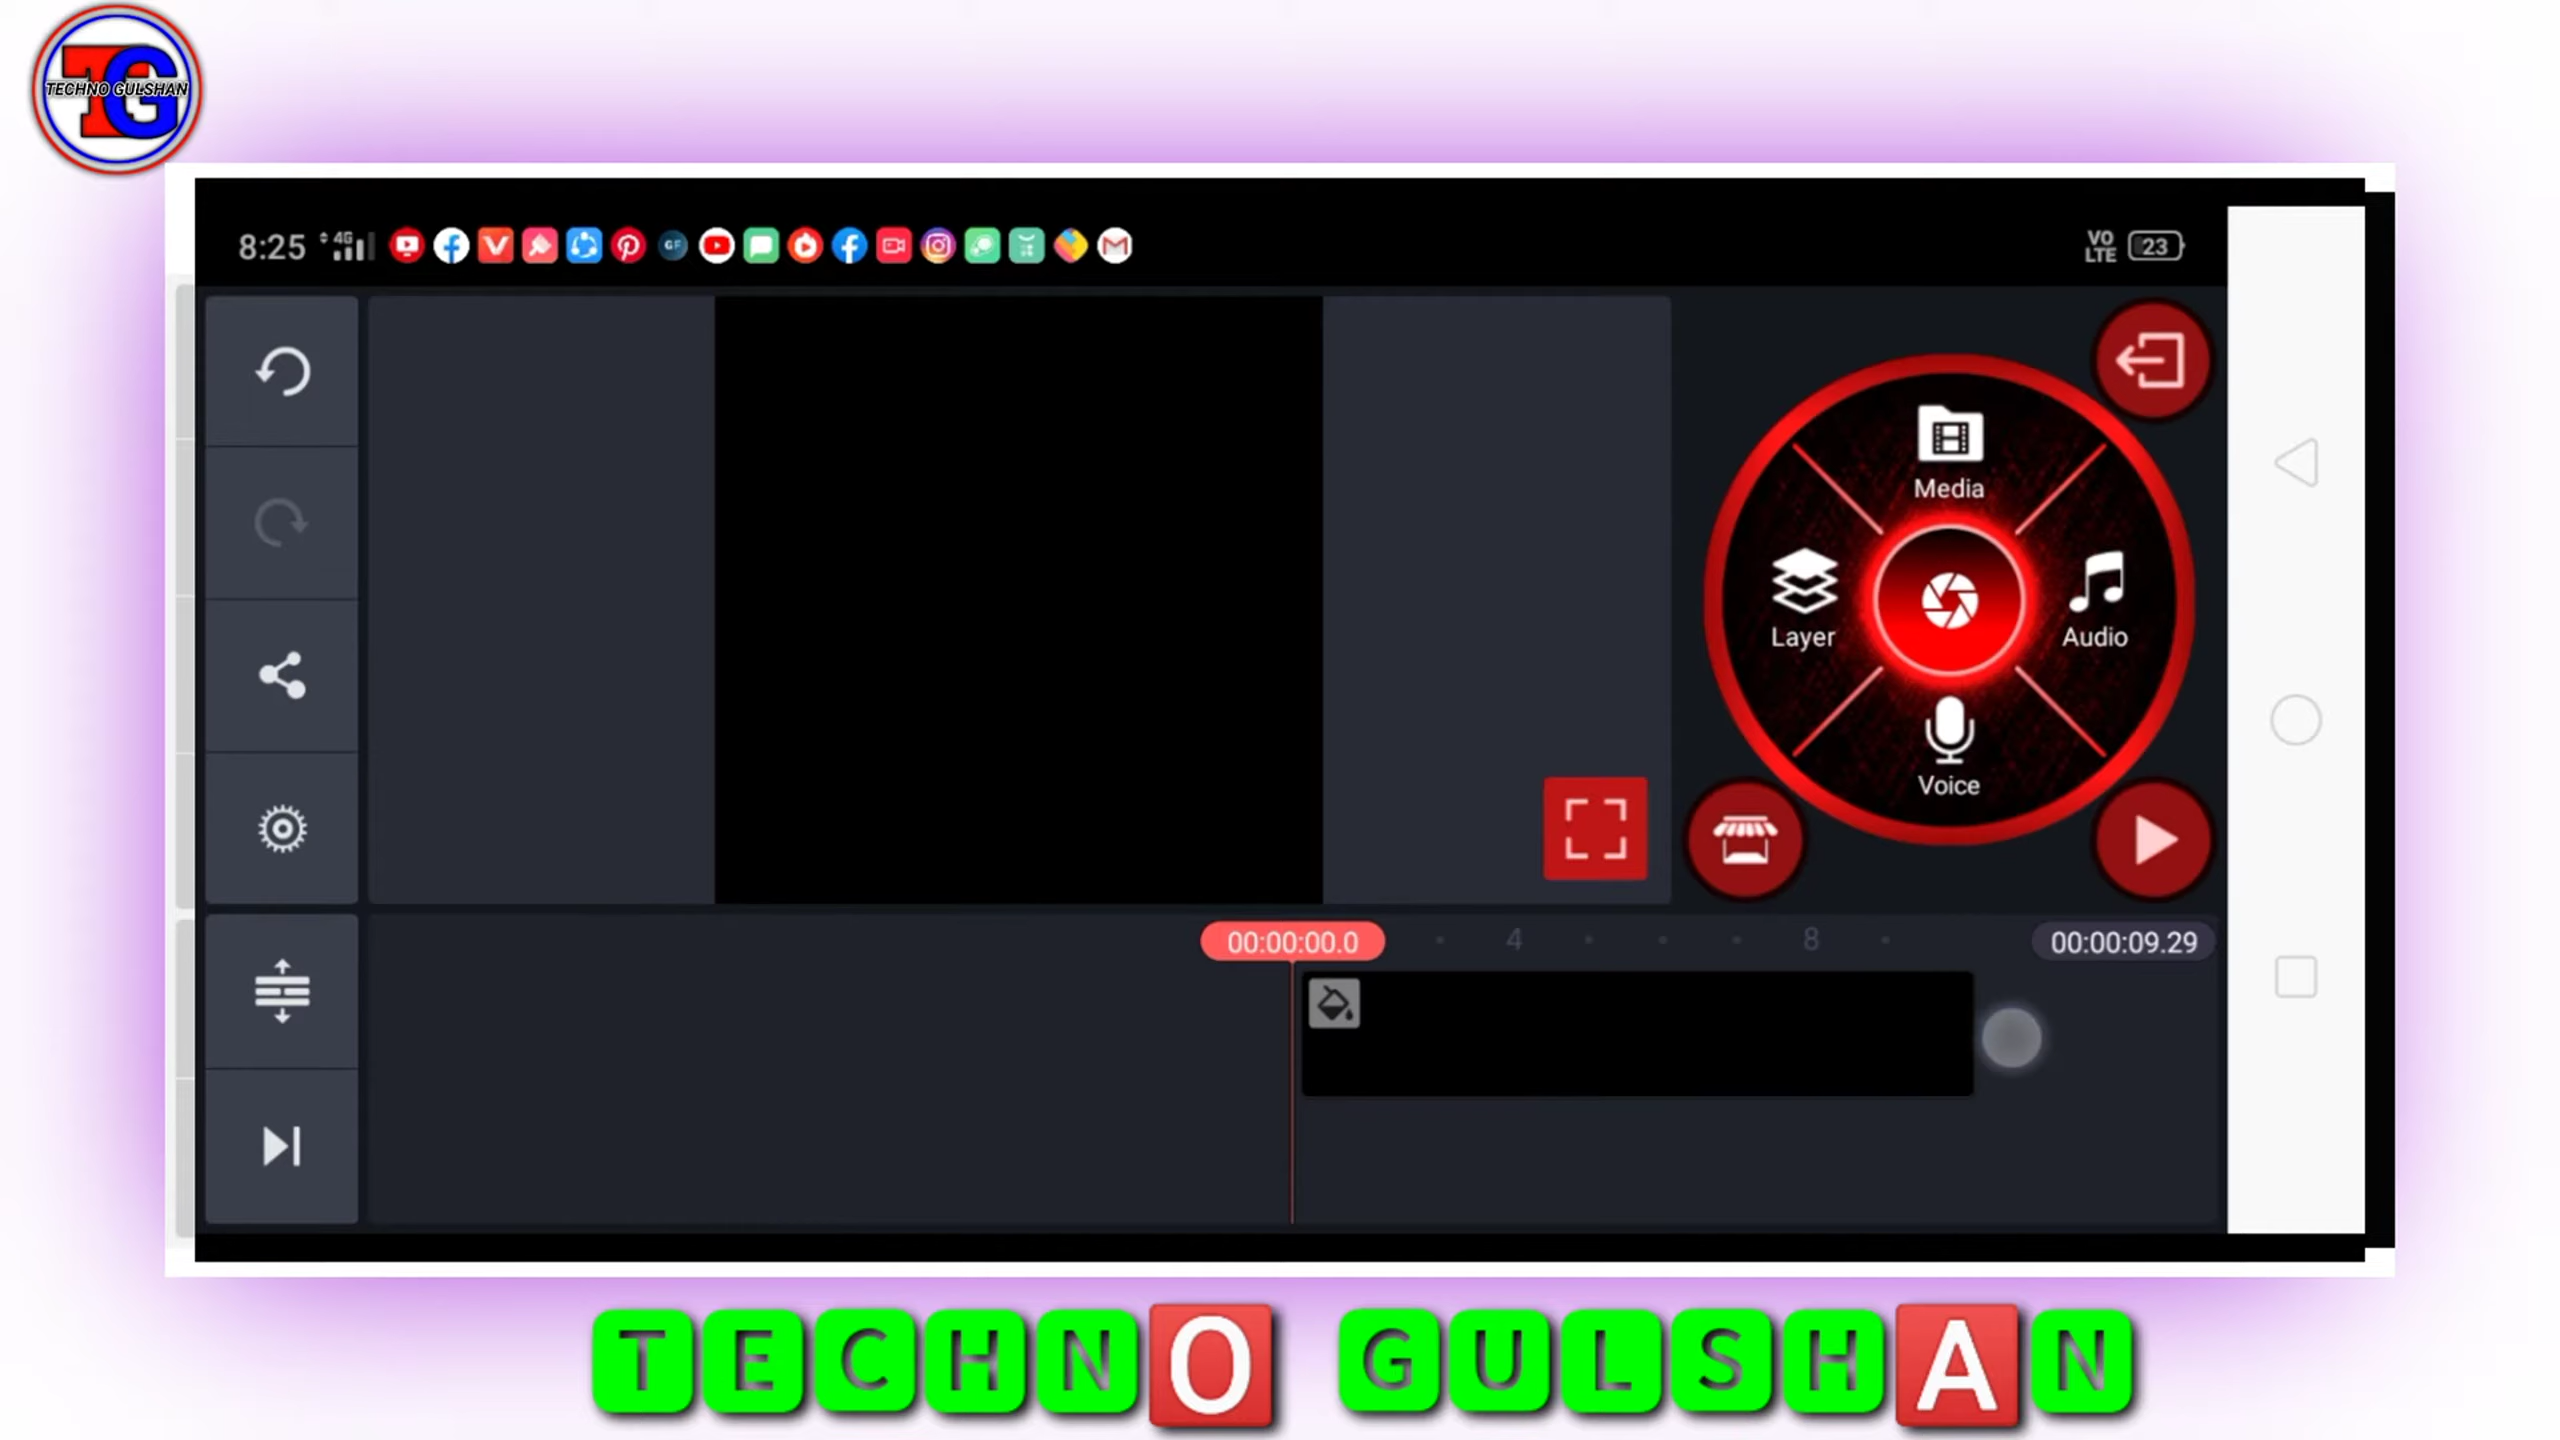 TECHNO GULSHAN
8:25 4G VO LTE 23
GF
Media
Layer
Audio
Voice
00:00:00.0 4 8 00:00:09.29
TECHNO GULSHAN